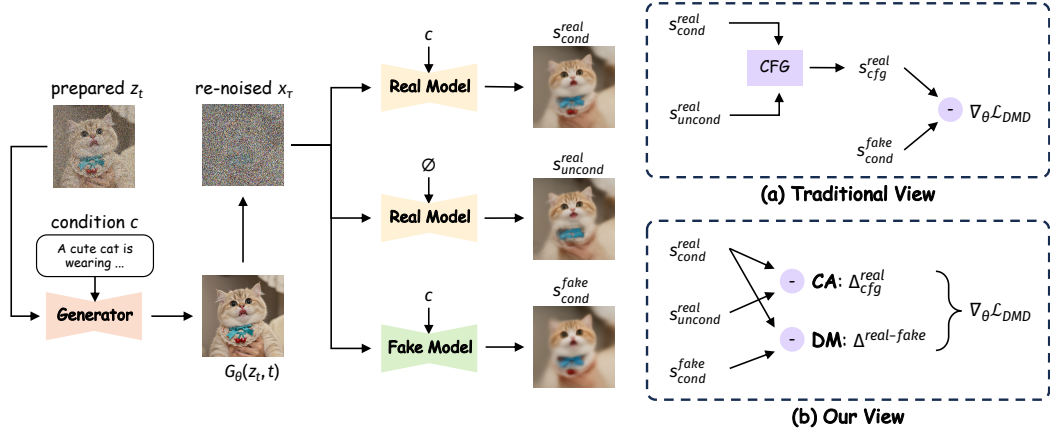 prepared z_t
re-noised x_τ
condition c
A cute cat is
wearing ...
Generator
G_θ(z_t, t)
c
Real Model
s_cond^real
∅
Real Model
s_uncond^real
c
Fake Model
s_cond^fake
s_cond^real
s_uncond^real
CFG
s_cfg^real
s_cond^fake
-
∇_θ ℒ_DMD
(a) Traditional View
s_cond^real
s_uncond^real
s_cond^fake
- CA: Δ_cfg^real
- DM: Δ^real-fake
∇_θ ℒ_DMD
(b) Our View